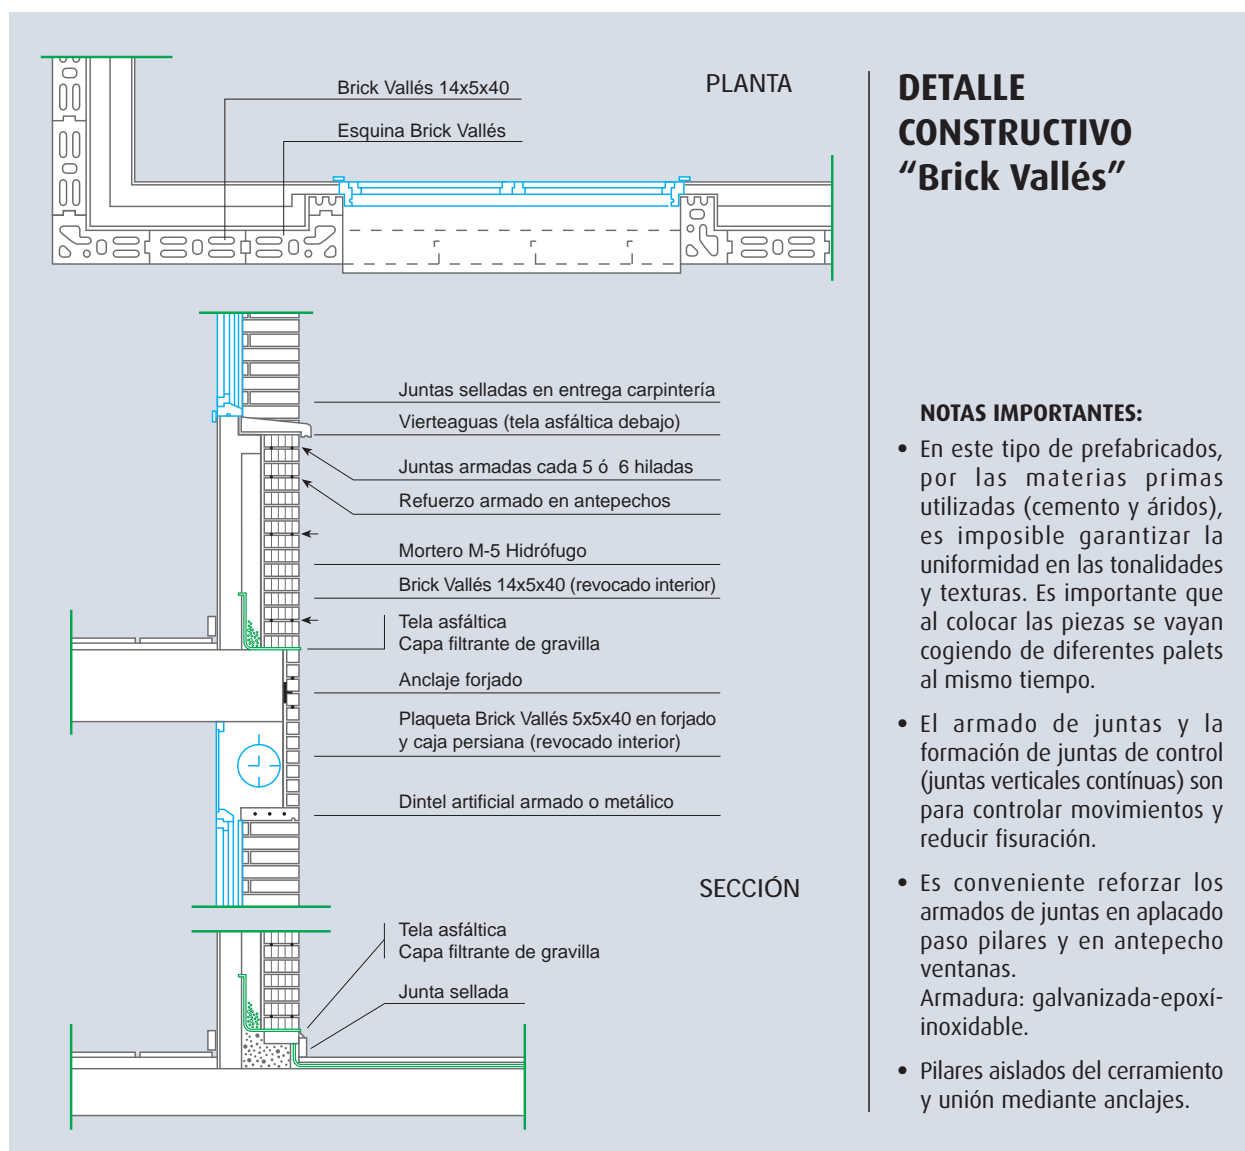 PLANTA
Brick Vallés 14x5x40
Esquina Brick Vallés
Juntas selladas en entrega carpintería
Vierteaguas (tela asfáltica debajo)
Juntas armadas cada 5 ó 6 hiladas
Refuerzo armado en antepechos
Mortero M-5 Hidrófugo
Brick Vallés 14x5x40 (revocado interior)
Tela asfáltica
Capa filtrante de gravilla
Anclaje forjado
Plaqueta Brick Vallés 5x5x40 en forjado
y caja persiana (revocado interior)
Dintel artificial armado o metálico
SECCIÓN
Tela asfáltica
Capa filtrante de gravilla
Junta sellada
DETALLE
CONSTRUCTIVO
“Brick Vallés”
NOTAS IMPORTANTES:
• En este tipo de prefabricados,
por las materias primas
utilizadas (cemento y áridos),
es imposible garantizar la
uniformidad en las tonalidades
y texturas. Es importante que
al colocar las piezas se vayan
cogiendo de diferentes palets
al mismo tiempo.
• El armado de juntas y la
formación de juntas de control
(juntas verticales contínuas) son
para controlar movimientos y
reducir fisuración.
• Es conveniente reforzar los
armados de juntas en aplacado
paso pilares y en antepecho
ventanas.
Armadura: galvanizada-epoxí-
inoxidable.
• Pilares aislados del cerramiento
y unión mediante anclajes.